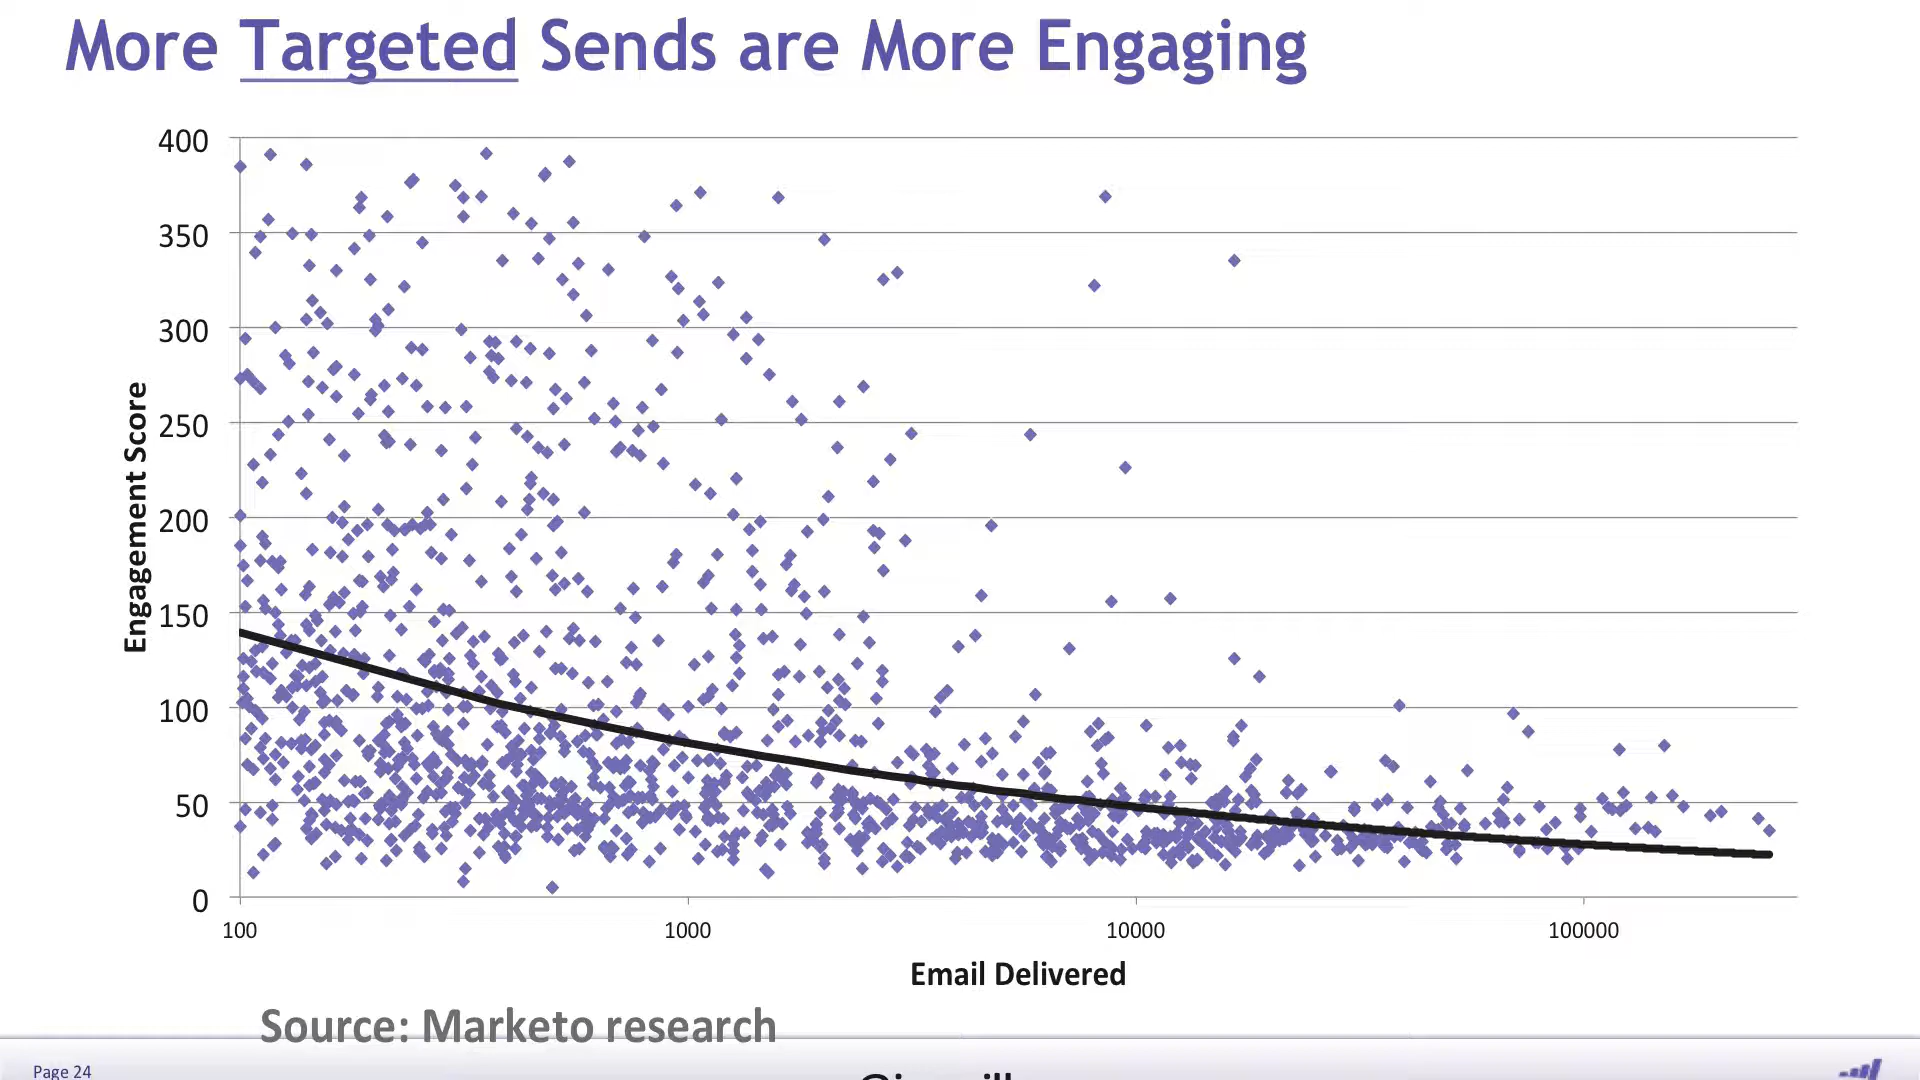 More Targeted Sends are More Engaging
400
350
300
250
200
150
100
50
0
Engagement Score
100
1000
10000
100000
Email Delivered
Source: Marketo research
Page 24